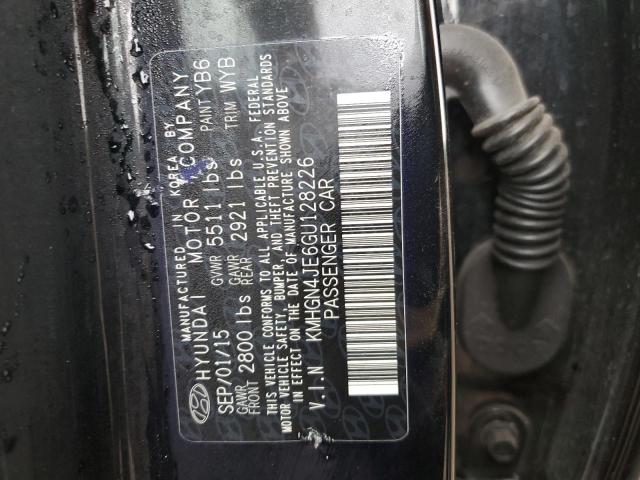 MANUFACTURED IN KOREA BY
HYUNDAI MOTOR COMPANY
SEP/01/15 GVWR 5511 lbs PAINT YB6
GAWR FRONT 2800 lbs GAWR REAR 2921 lbs TRIM WYB
THIS VEHICLE CONFORMS TO ALL APPLICABLE U.S.A. FEDERAL
MOTOR VEHICLE SAFETY, BUMPER, AND THEFT PREVENTION STANDARDS
IN EFFECT ON THE DATE OF MANUFACTURE SHOWN ABOVE
V.I.N KMHGN4JE6GU128226
PASSENGER CAR